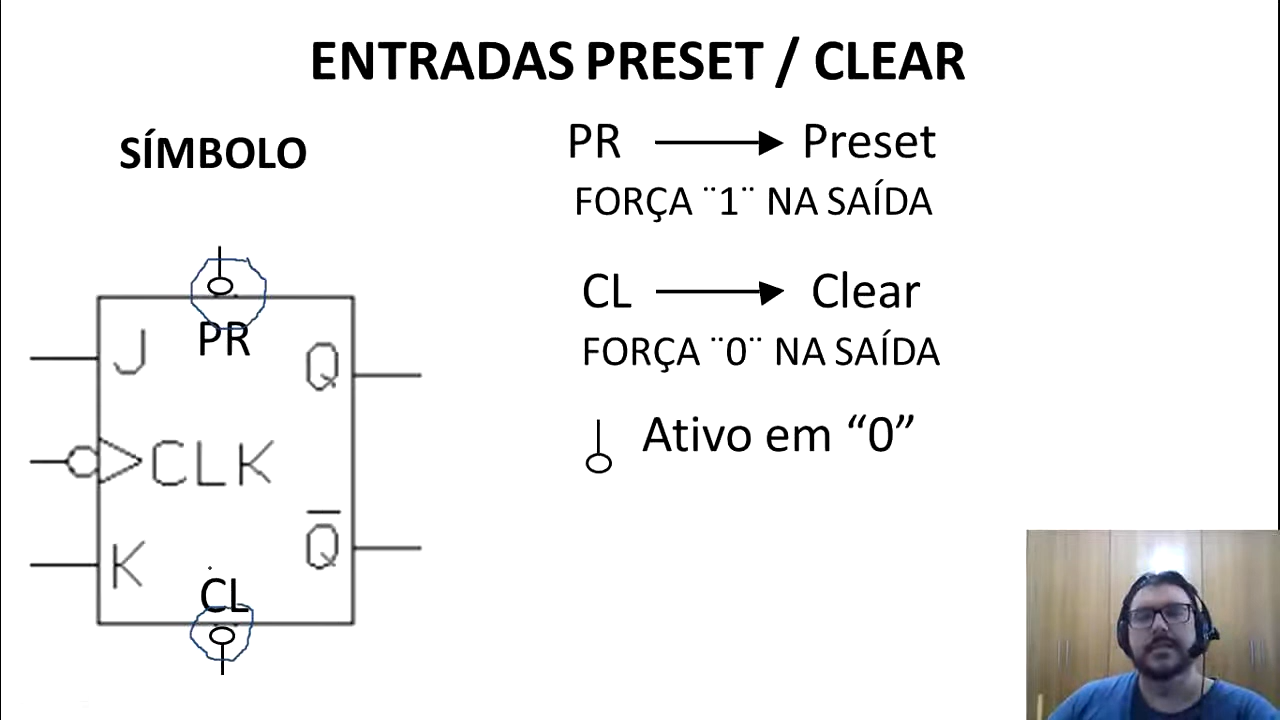 ENTRADAS PRESET / CLEAR
SÍMBOLO
PR → Preset
FORÇA ¨1¨ NA SAÍDA
CL → Clear
FORÇA ¨0¨ NA SAÍDA
Ativo em “0”
PR
J
Q
CLK
K
Q̅
CL